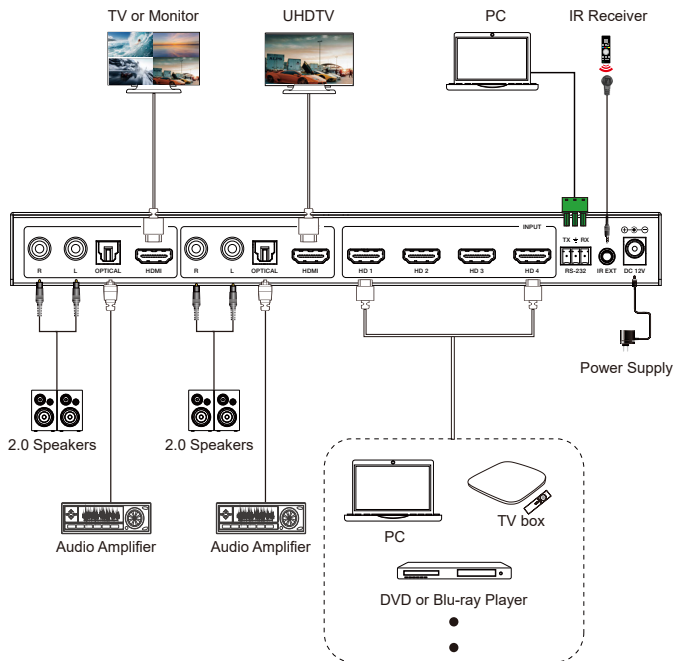 TV or Monitor
UHDTV
PC
IR Receiver
INPUT
TX RX
R L OPTICAL HDMI
R L OPTICAL HDMI
HD 1 HD 2 HD 3 HD 4
RS-232 IR EXT DC 12V
Power Supply
2.0 Speakers
2.0 Speakers
Audio Amplifier
Audio Amplifier
PC
TV box
DVD or Blu-ray Player